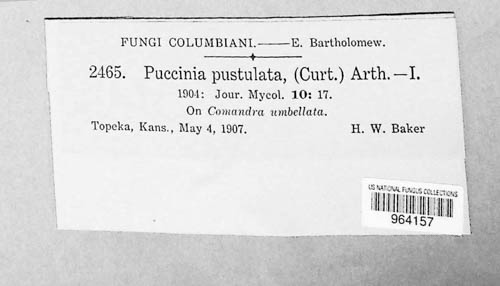 FUNGI COLUMBIANI.——E. Bartholomew.
2465. Puccinia pustulata, (Curt.) Arth.—I.
1904: Jour. Mycol. 10: 17.
On Comandra umbellata.
Topeka, Kans., May 4, 1907. H. W. Baker
US NATIONAL FUNGUS COLLECTIONS
964157